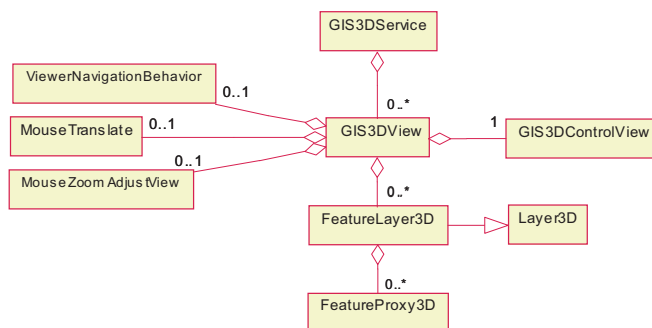 GIS3DService
ViewerNavigationBehavior
0..1
0..*
MouseTranslate
0..1
GIS3DView
1
GIS3DControlView
0..1
MouseZoomAdjustView
0..*
FeatureLayer3D
Layer3D
0..*
FeatureProxy3D